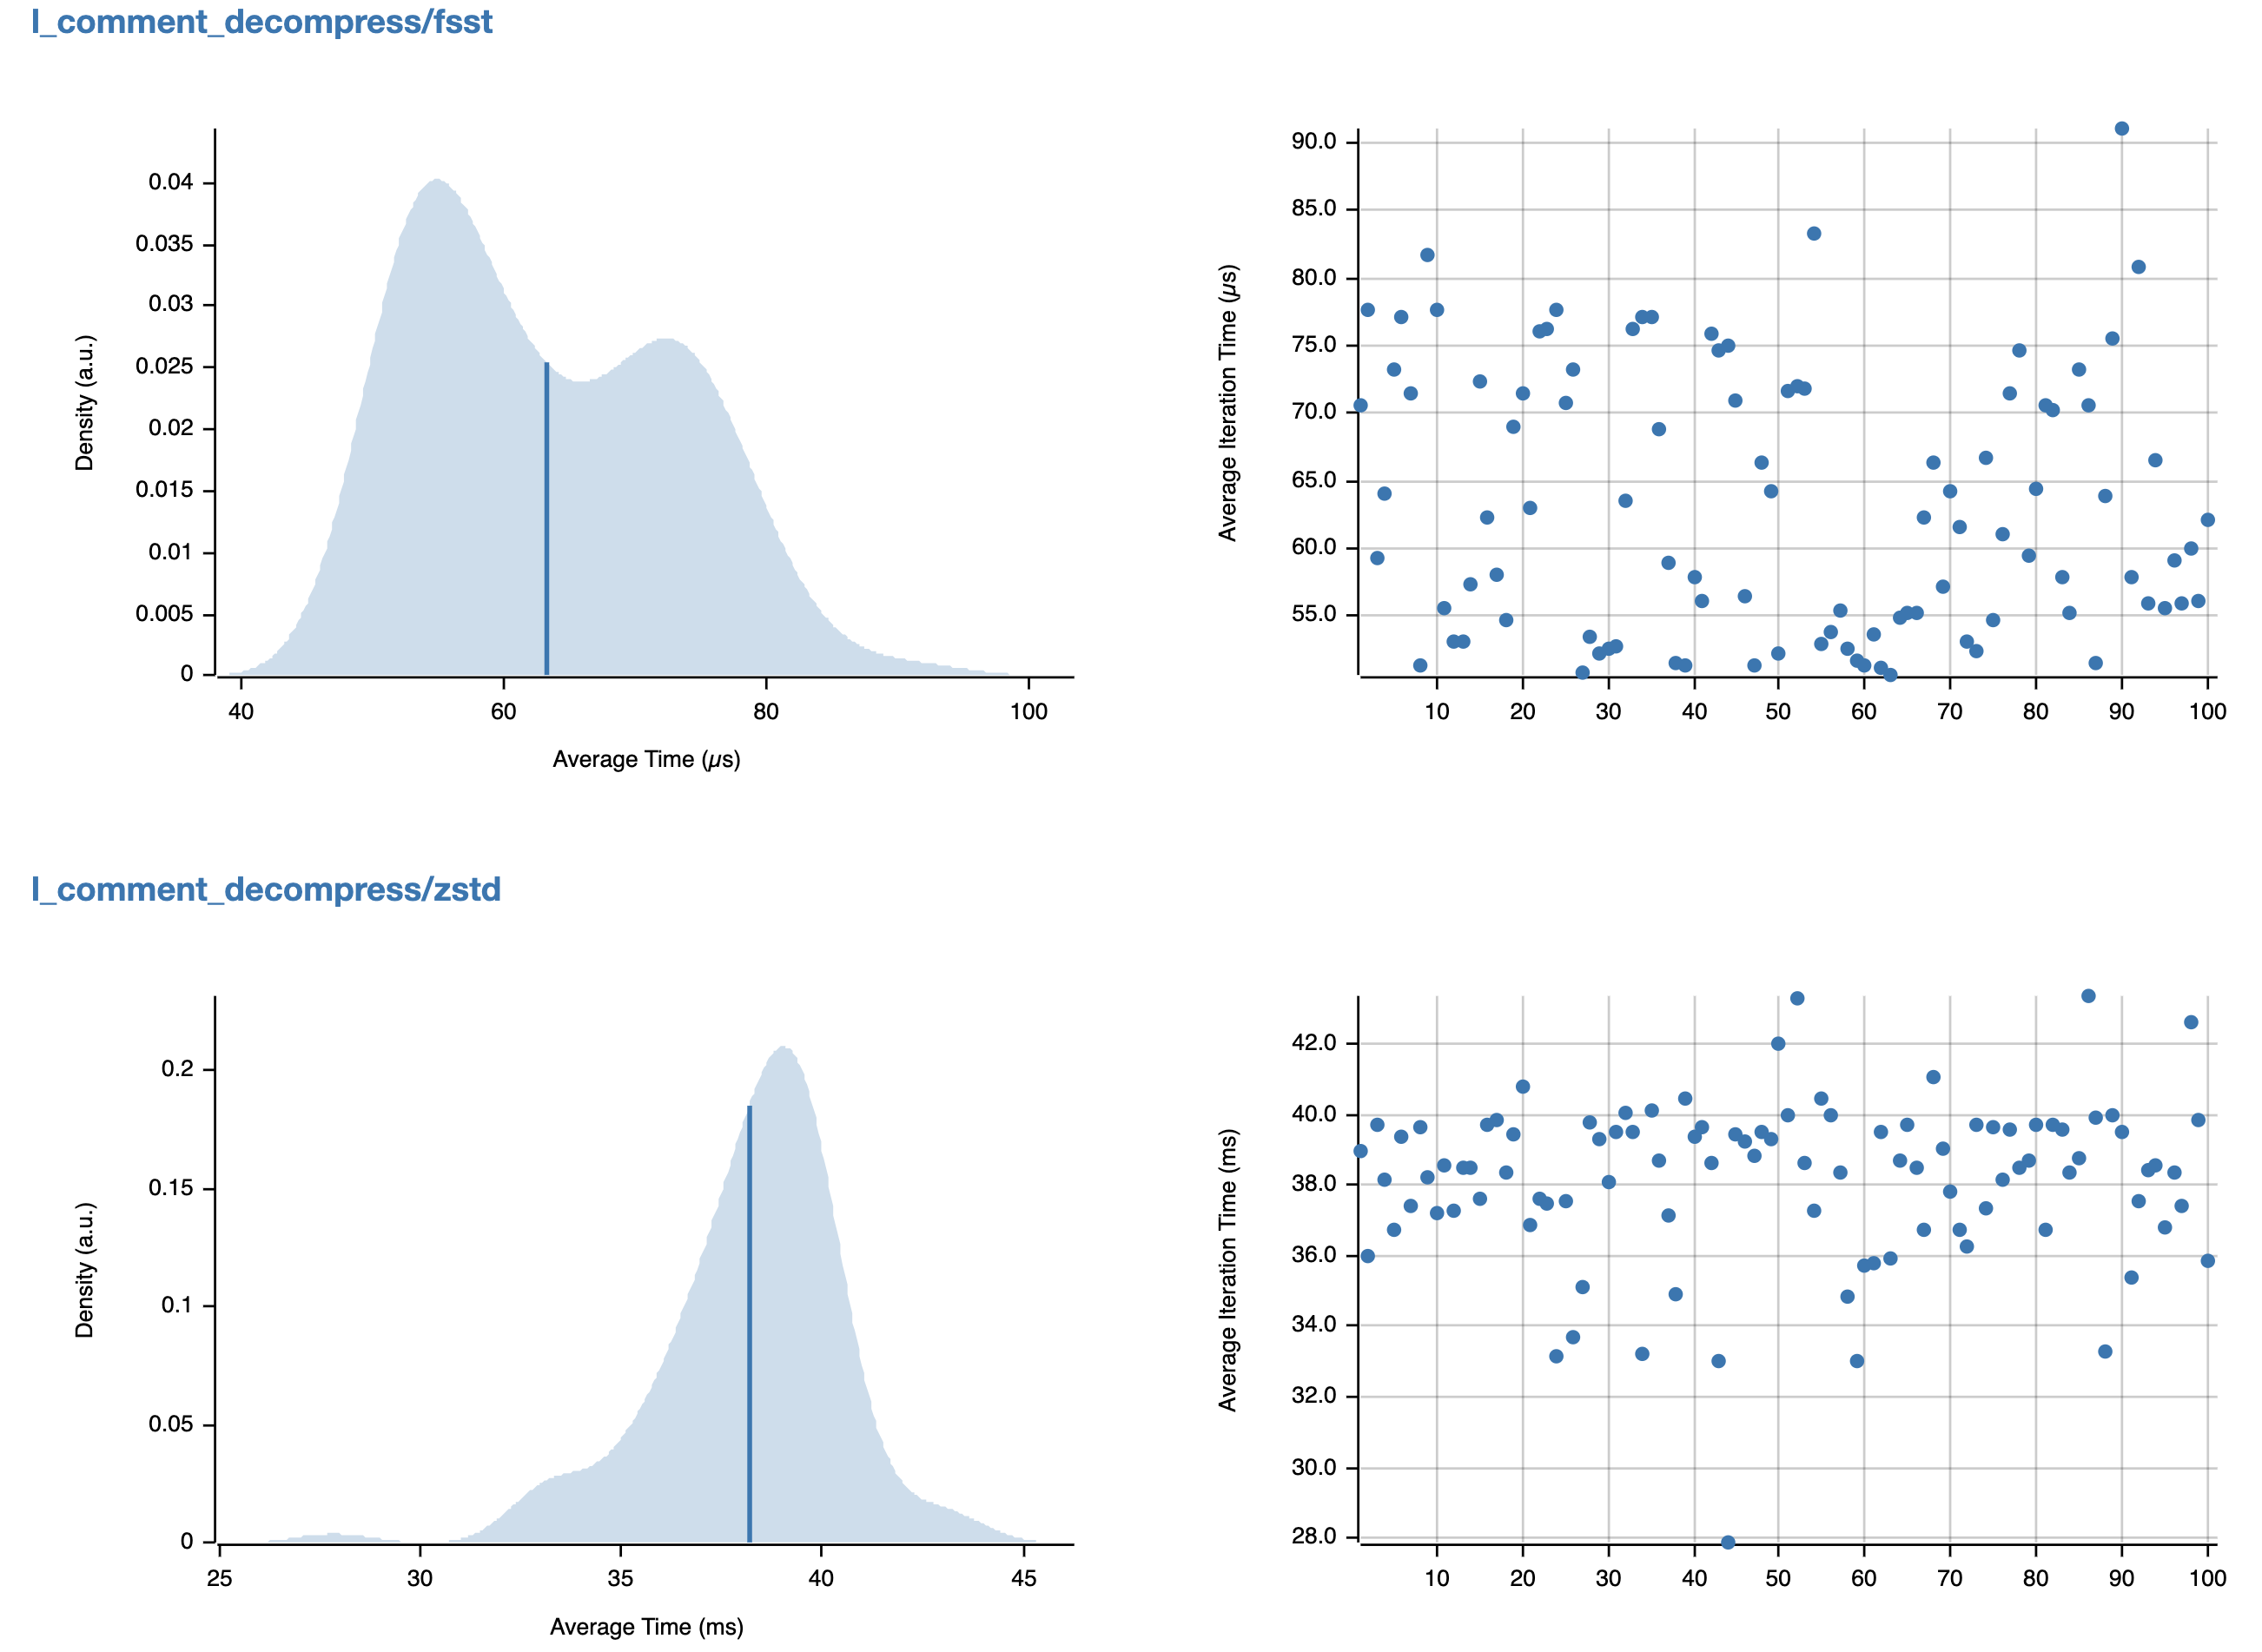 l_comment_decompress/fsst
0.04
0.035
0.03
0.025
0.02
0.015
0.01
0.005
0
Density (a.u.)
40 60 80 100
Average Time (µs)
90.0
85.0
80.0
75.0
70.0
65.0
60.0
55.0
Average Iteration Time (µs)
10 20 30 40 50 60 70 80 90 100
l_comment_decompress/zstd
0.2
0.15
0.1
0.05
0
Density (a.u.)
25 30 35 40 45
Average Time (ms)
42.0
40.0
38.0
36.0
34.0
32.0
30.0
28.0
Average Iteration Time (ms)
10 20 30 40 50 60 70 80 90 100